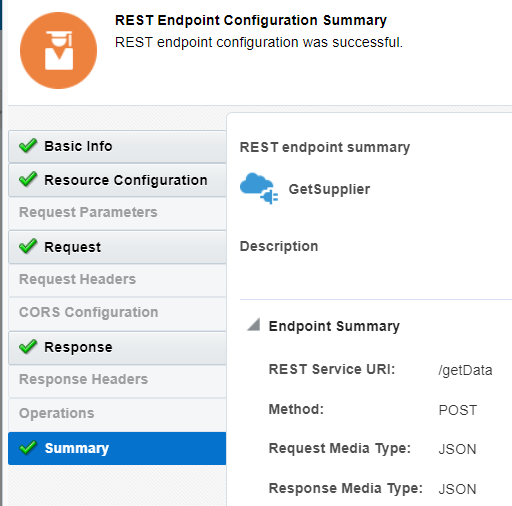 REST Endpoint Configuration Summary
REST endpoint configuration was successful.
Basic Info
Resource Configuration
Request Parameters
Request
Request Headers
CORS Configuration
Response
Response Headers
Operations
Summary
REST endpoint summary
GetSupplier
Description
Endpoint Summary
REST Service URI: /getData
Method: POST
Request Media Type: JSON
Response Media Type: JSON